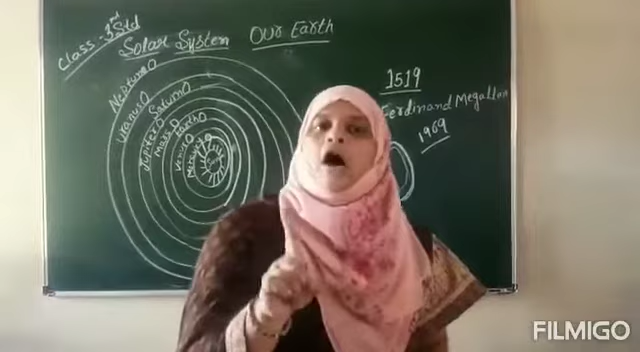 Class:- 3rd Std
Solar System
OUR Earth
Neptune
Uranus
Saturn
Jupiter
Mars
Earth
Venus
Mercury
1519
Ferdinand Megallan
1969
FILMIGO